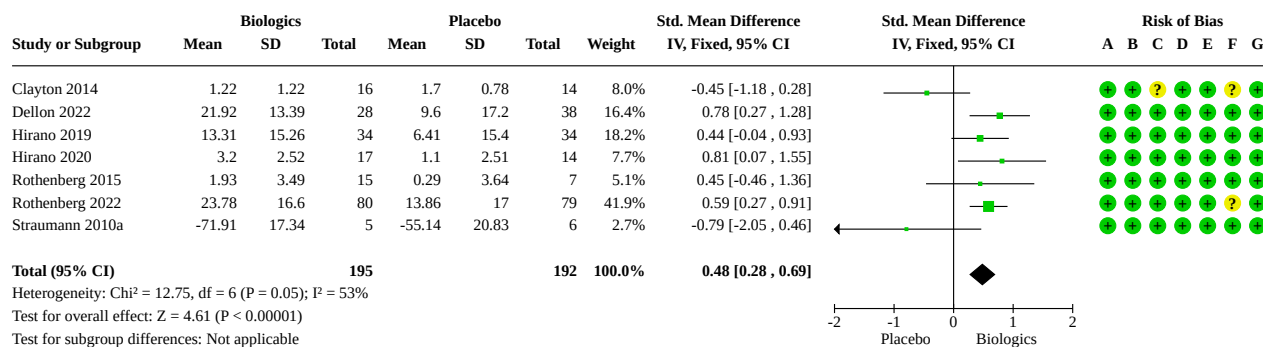 Biologics Placebo Std. Mean Difference Std. Mean Difference Risk of Bias
Study or Subgroup Mean SD Total Mean SD Total Weight IV, Fixed, 95% CI IV, Fixed, 95% CI A B C D E F G
Clayton 2014 1.22 1.22 16 1.7 0.78 14 8.0% -0.45 [-1.18 , 0.28] + + ? + + ? +
Dellon 2022 21.92 13.39 28 9.6 17.2 38 16.4% 0.78 [0.27 , 1.28] + + + + + + +
Hirano 2019 13.31 15.26 34 6.41 15.4 34 18.2% 0.44 [-0.04 , 0.93] + + + + + + +
Hirano 2020 3.2 2.52 17 1.1 2.51 14 7.7% 0.81 [0.07 , 1.55] + + + + + + +
Rothenberg 2015 1.93 3.49 15 0.29 3.64 7 5.1% 0.45 [-0.46 , 1.36] + + + + + + +
Rothenberg 2022 23.78 16.6 80 13.86 17 79 41.9% 0.59 [0.27 , 0.91] + + + + + ? +
Straumann 2010a -71.91 17.34 5 -55.14 20.83 6 2.7% -0.79 [-2.05 , 0.46] + + + + + + +
Total (95% CI) 195 192 100.0% 0.48 [0.28 , 0.69]
Heterogeneity: Chi² = 12.75, df = 6 (P = 0.05); I² = 53%
Test for overall effect: Z = 4.61 (P < 0.00001)
Test for subgroup differences: Not applicable
-2 -1 0 1 2
Placebo Biologics